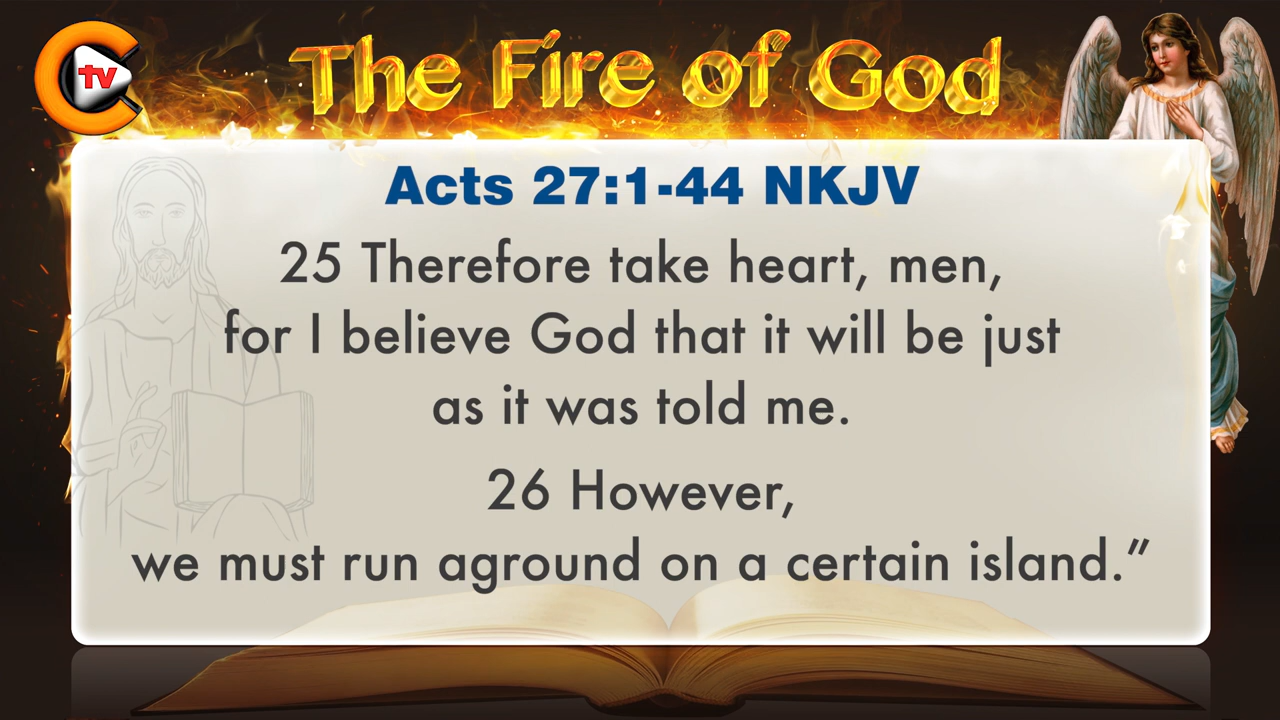 tv
The Fire of God
Acts 27:1-44 NKJV
25 Therefore take heart, men,
for I believe God that it will be just
as it was told me.
26 However,
we must run aground on a certain island.”